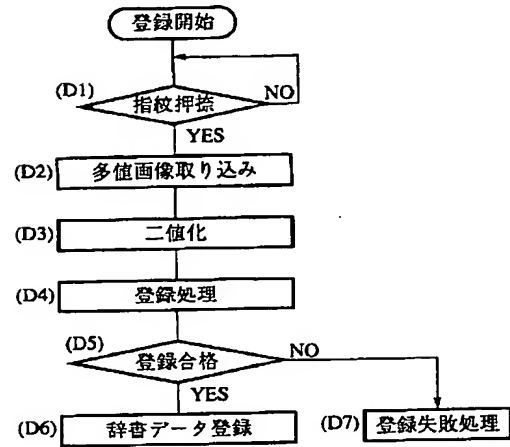 登録開始
(D1) 指紋押捺 NO
YES
(D2) 多値画像取り込み
(D3) 二値化
(D4) 登録処理
(D5) 登録合格 NO
YES
(D6) 辞書データ登録 (D7) 登録失敗処理